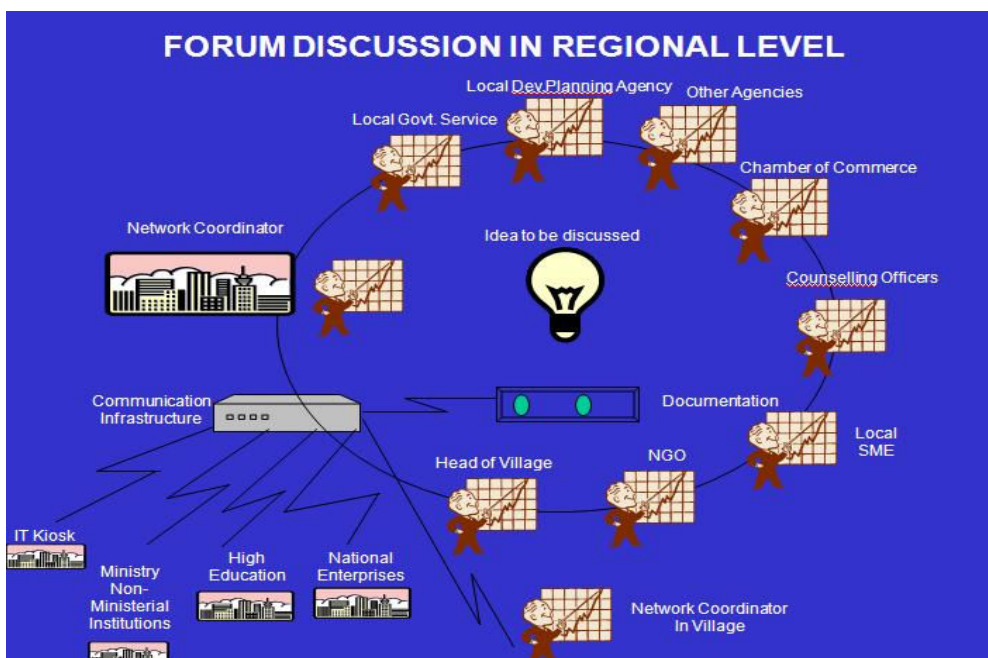 FORUM DISCUSSION IN REGIONAL LEVEL
Local Dev.Planning Agency
Other Agencies
Local Govt. Service
Chamber of Commerce
Network Coordinator
Idea to be discussed
Counselling Officers
Communication
Infrastructure
Documentation
Local
SME
Head of Village
NGO
IT Kiosk
Ministry
Non-
Ministerial
Institutions
High
Education
National
Enterprises
Network Coordinator
In Village